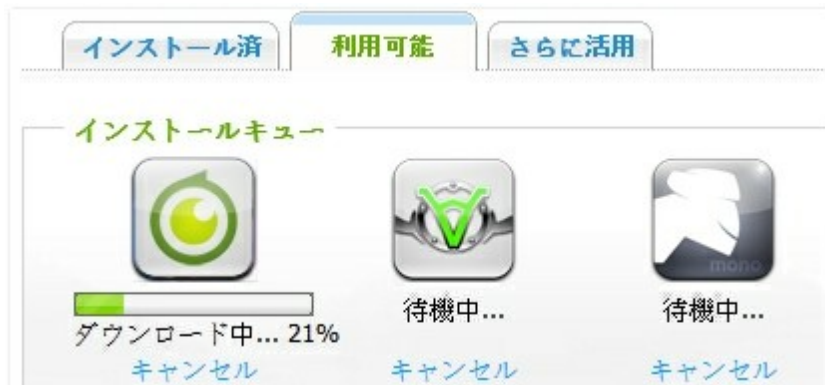 インストール済 利用可能 さらに活用
インストールキュー
mono
待機中... 待機中...
ダウンロード中... 21%
キャンセル キャンセル キャンセル